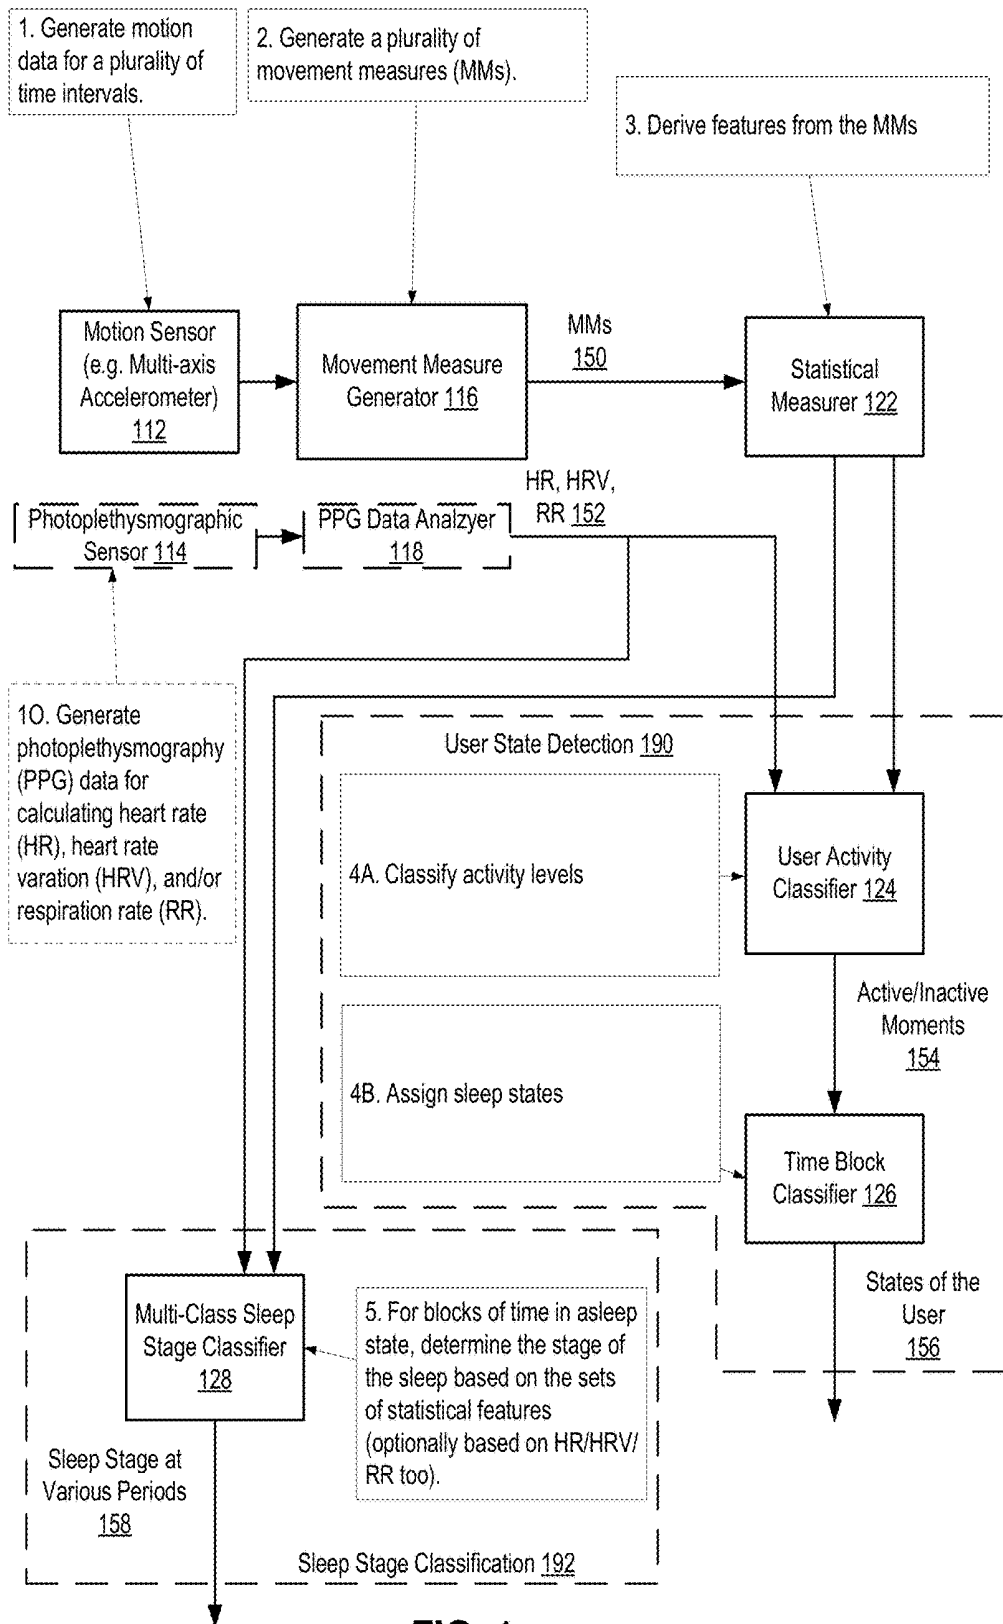 1. Generate motion
data for a plurality of
time intervals.
2. Generate a plurality of
movement measures (MMs).
3. Derive features from the MMs
Motion Sensor
(e.g. Multi-axis
Accelerometer)
112
Movement Measure
Generator 116
MMs
150
Statistical
Measurer 122
Photoplethysmographic
Sensor 114
PPG Data Analzyer
118
HR, HRV,
RR 152
1O. Generate
photoplethysmography
(PPG) data for
calculating heart rate
(HR), heart rate
varation (HRV), and/or
respiration rate (RR).
User State Detection 190
4A. Classify activity levels
User Activity
Classifier 124
Active/Inactive
Moments
154
4B. Assign sleep states
Time Block
Classifier 126
States of the
User
156
Multi-Class Sleep
Stage Classifier
128
5. For blocks of time in asleep
state, determine the stage of
the sleep based on the sets
of statistical features
(optionally based on HR/HRV/
RR too).
Sleep Stage at
Various Periods
158
Sleep Stage Classification 192